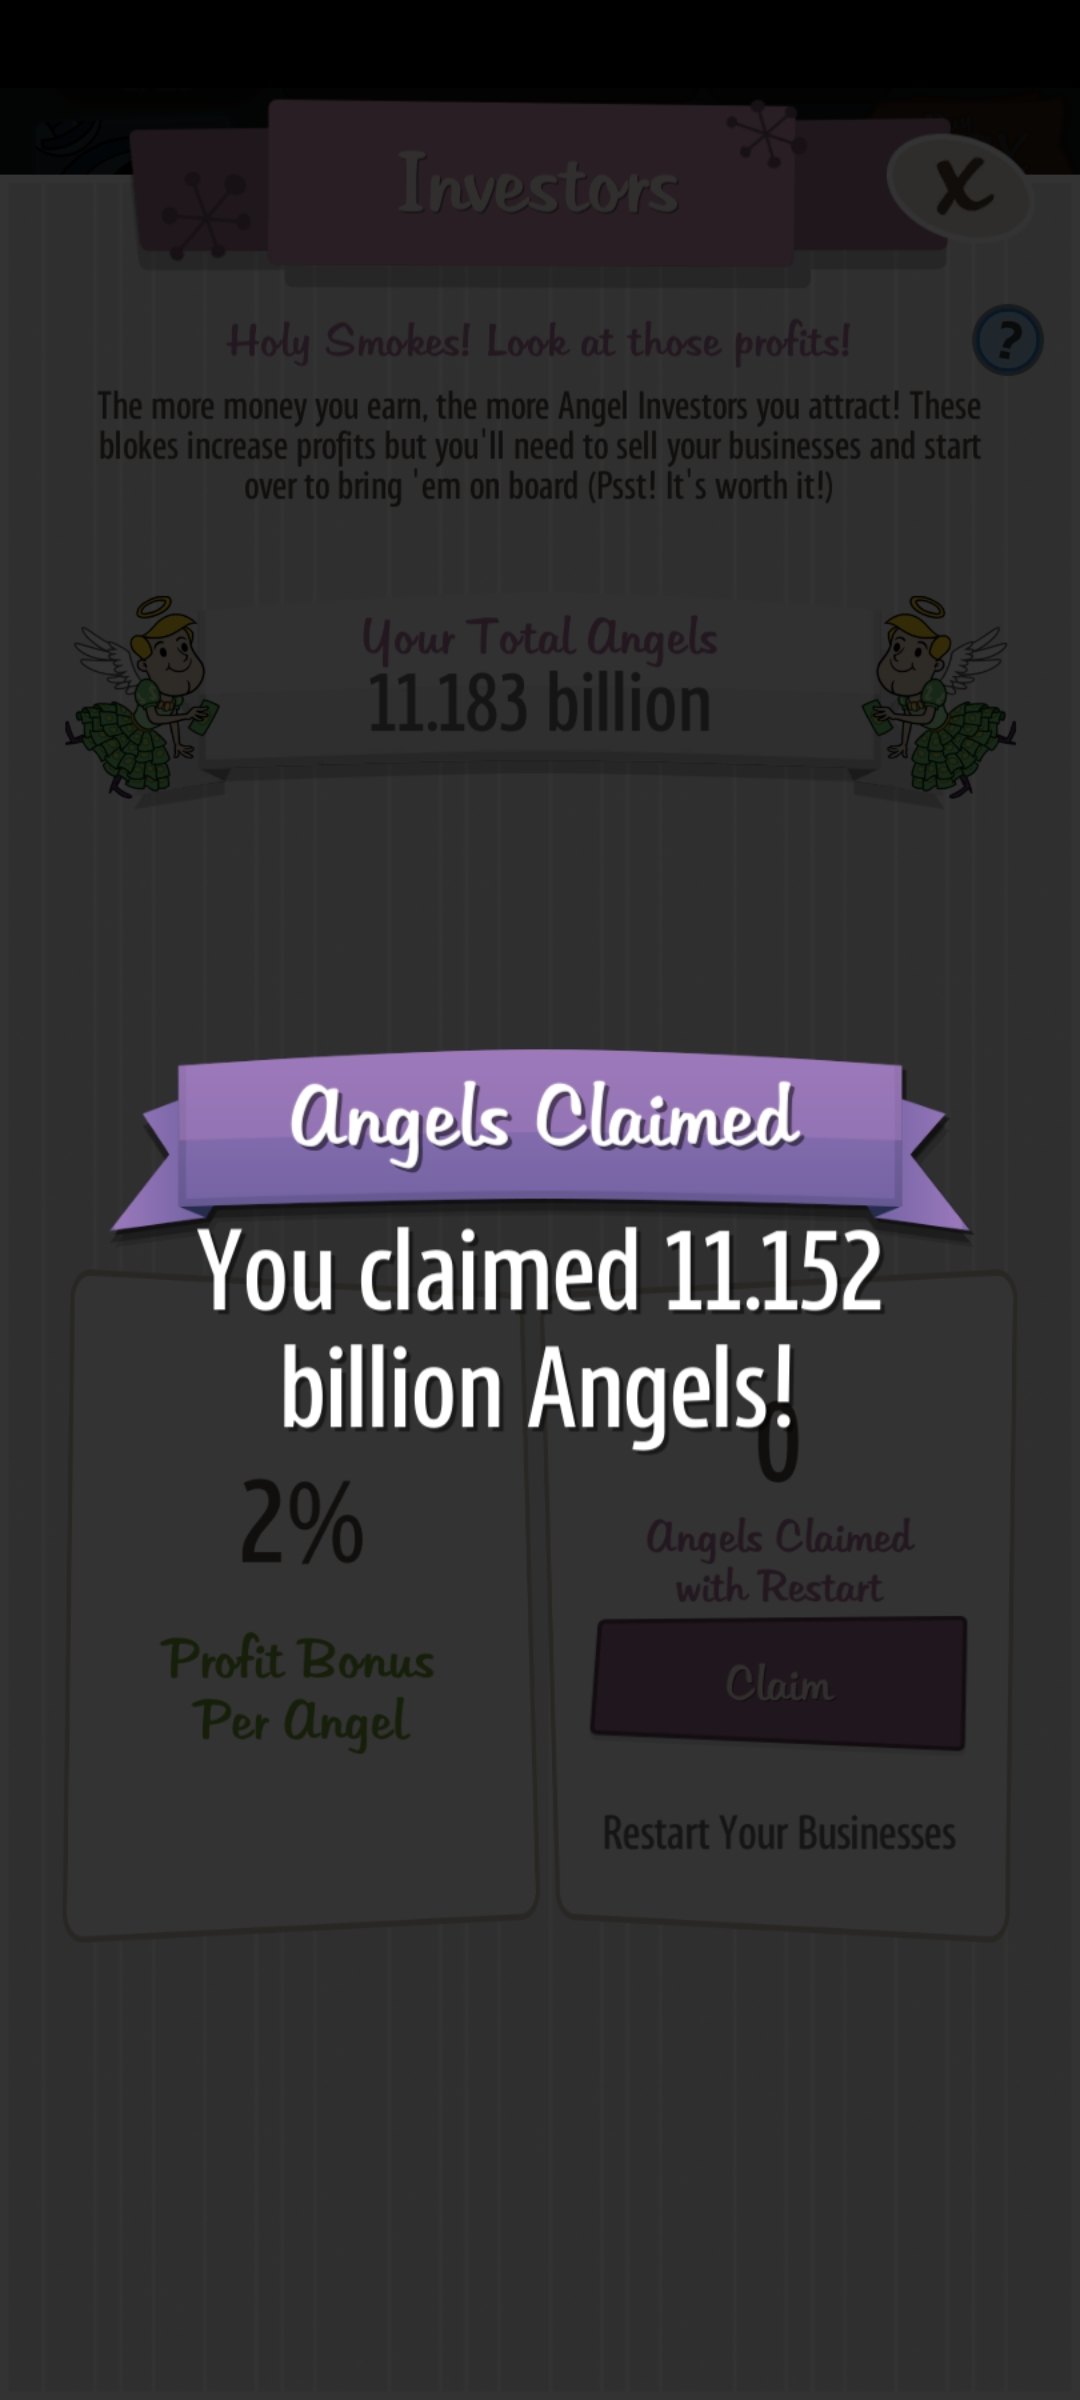 Investors
X
Holy Smokes! Look at those profits!
?
The more money you earn, the more Angel Investors you attract! These
blokes increase profits but you'll need to sell your businesses and start
over to bring 'em on board (Psst! It's worth it!)
Your Total Angels
11.183 billion
Angels Claimed
You claimed 11.152
billion Angels!
2%
Profit Bonus
Per Angel
0
Angels Claimed
with Restart
Claim
Restart Your Businesses